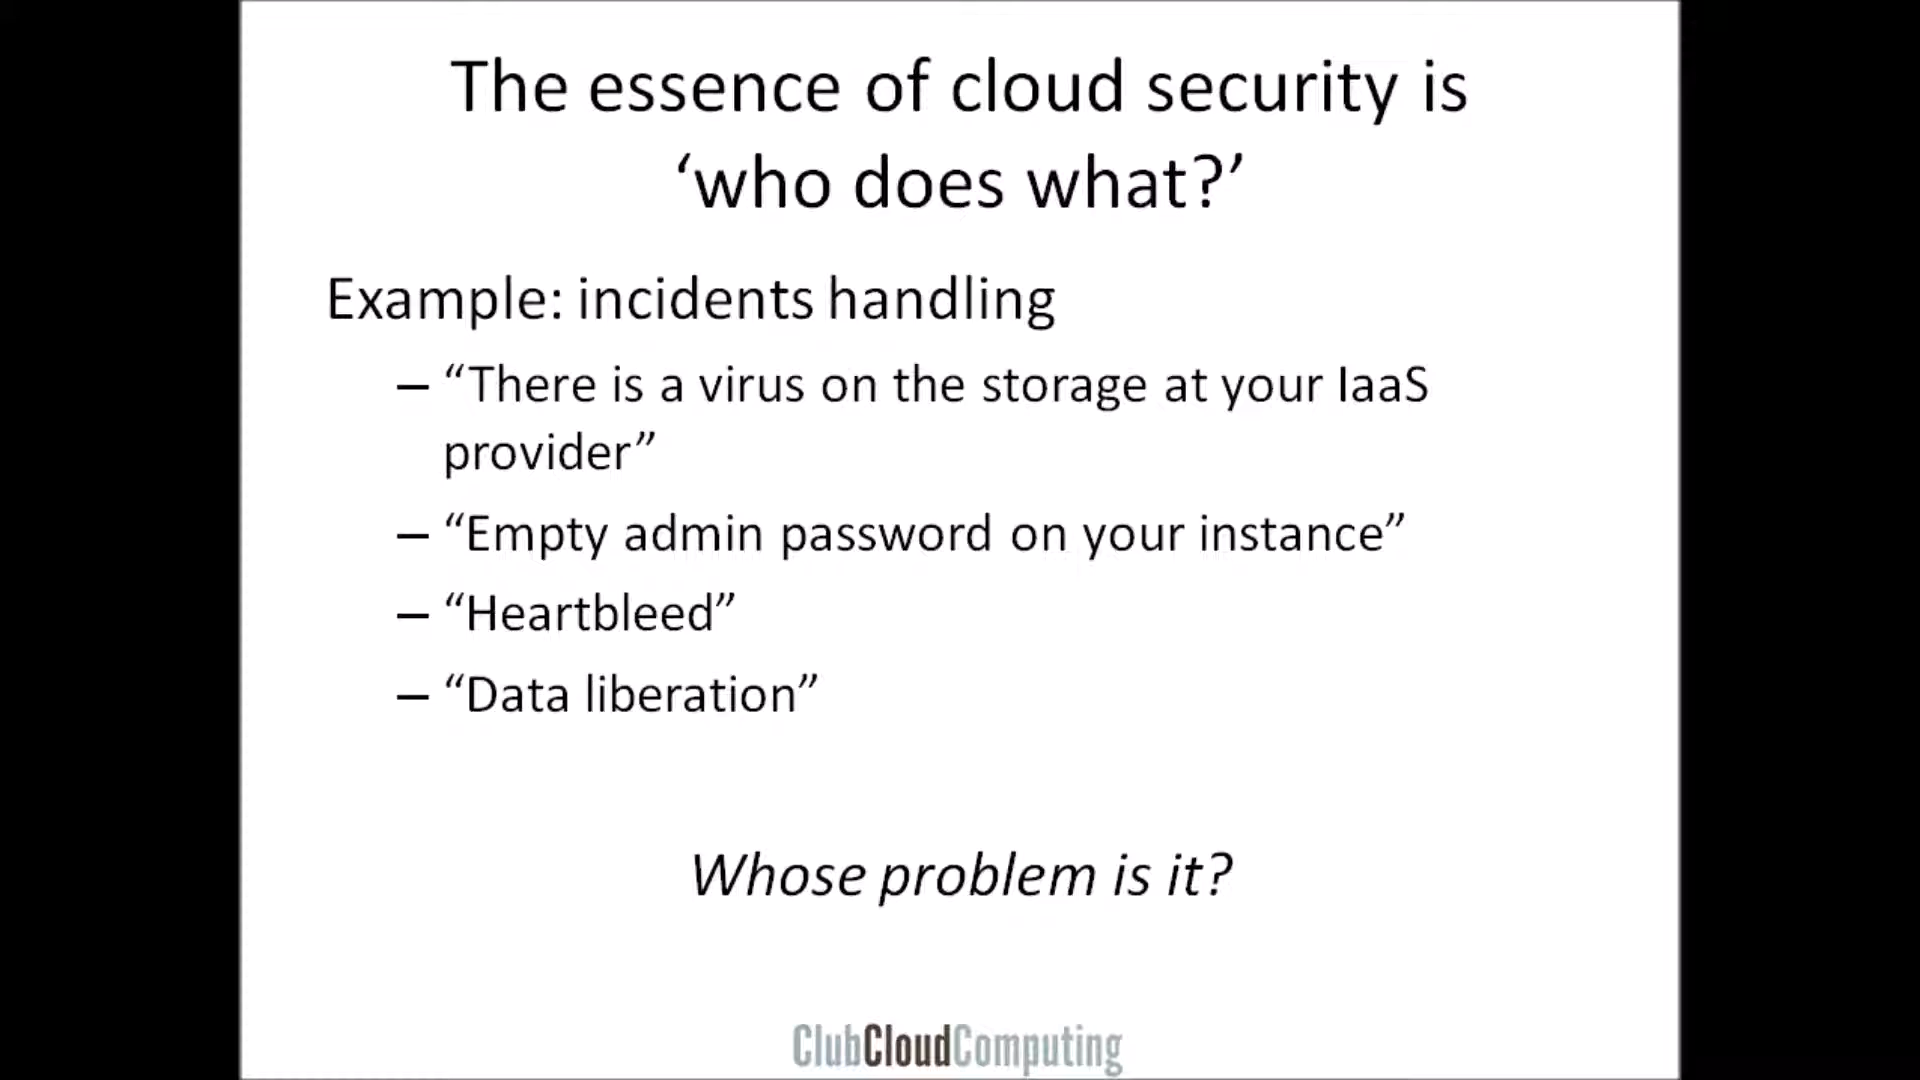 The essence of cloud security is
‘who does what?’
Example: incidents handling
– “There is a virus on the storage at your IaaS
provider”
– “Empty admin password on your instance”
– “Heartbleed”
– “Data liberation”
Whose problem is it?
ClubCloudComputing